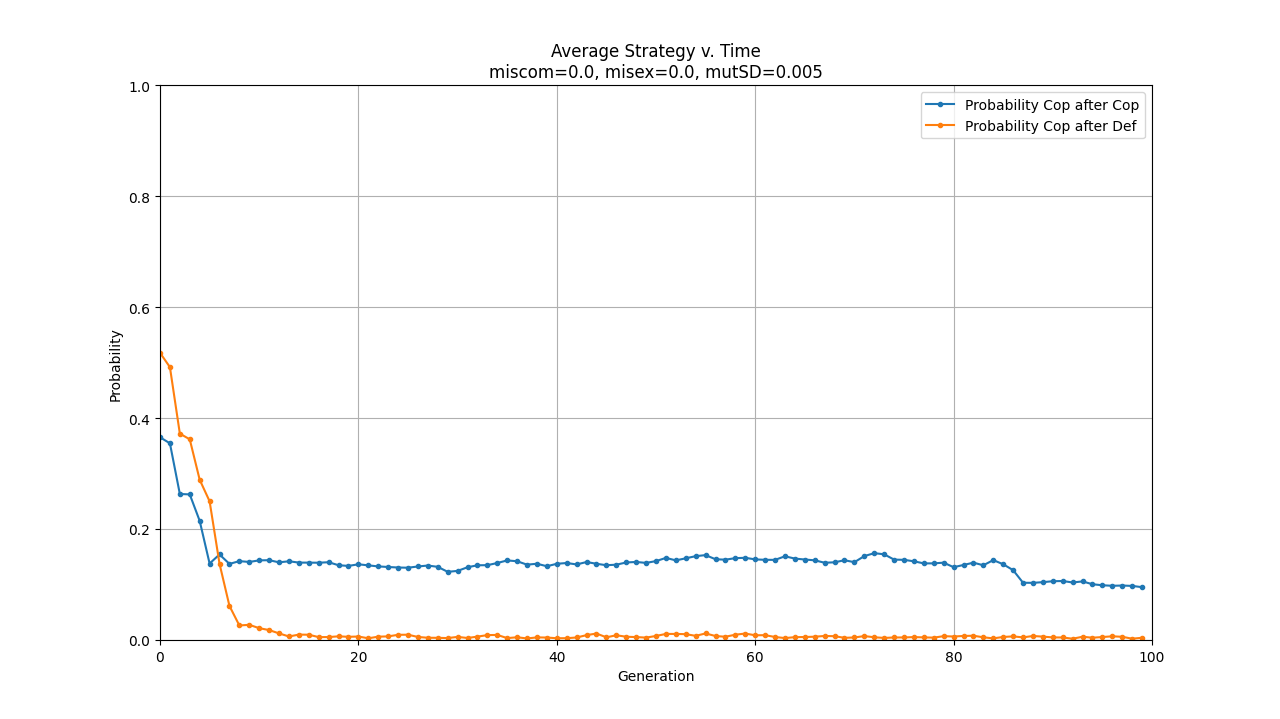 Average Strategy v. Time
miscom=0.0, misex=0.0, mutSD=0.005
1.0
Probability Cop after Cop
Probability Cop after Def
0.8
0.6
0.4
0.2
0.0
Probability
0 20 40 60 80 100
Generation